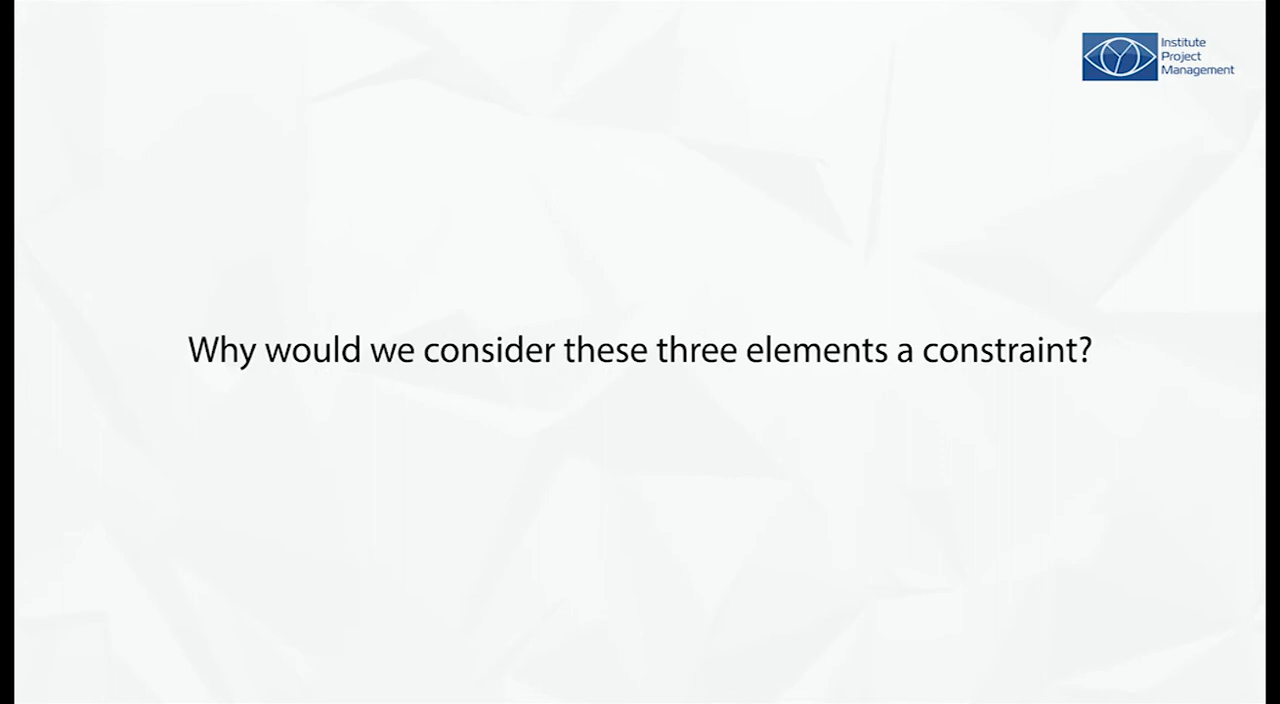 Institute
Project
Management
Why would we consider these three elements a constraint?